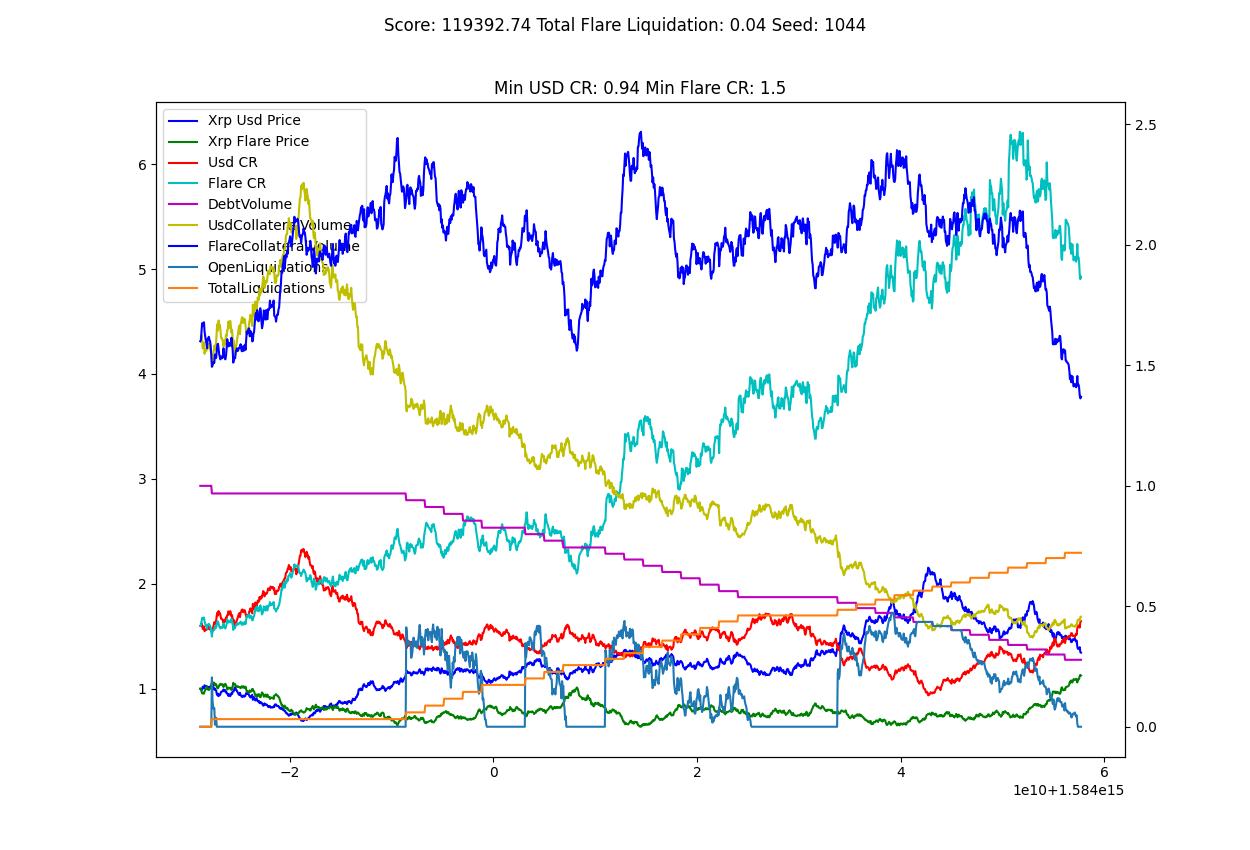 Score: 119392.74 Total Flare Liquidation: 0.04 Seed: 1044
Min USD CR: 0.94 Min Flare CR: 1.5
Xrp Usd Price
Xrp Flare Price
Usd CR
Flare CR
DebtVolume
UsdCollateralVolume
FlareCollateralVolume
OpenLiquidations
TotalLiquidations
6
5
4
3
2
1
2.5
2.0
1.5
1.0
0.5
0.0
−2
0
2
4
6
1e10+1.584e15